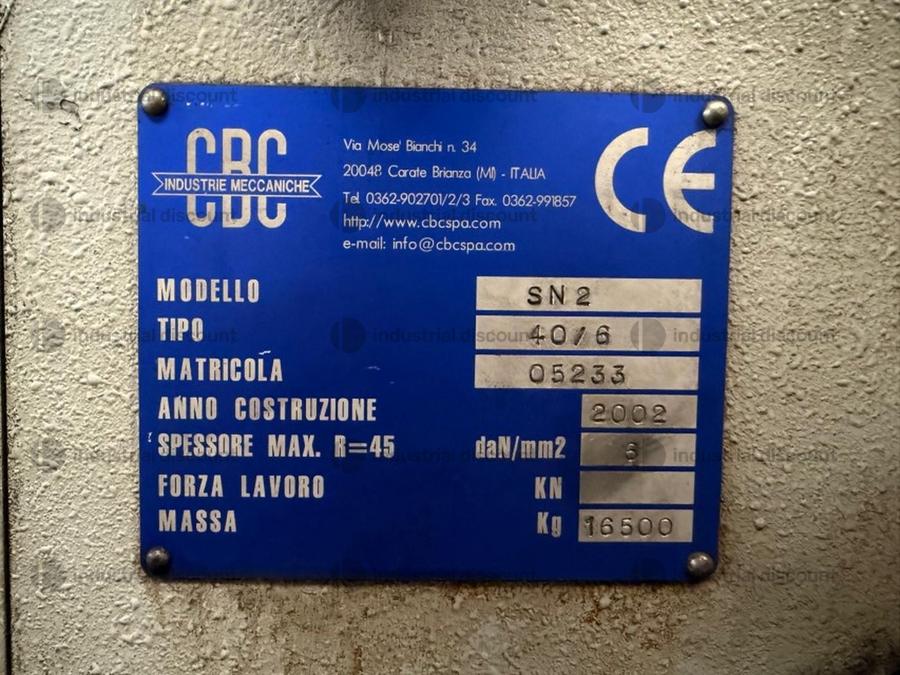 CBC
INDUSTRIE MECCANICHE
Via Mose' Bianchi n. 34
20048 Carate Brianza (MI) - ITALIA
Tel. 0362-902701/2/3 Fax. 0362-991857
http://www.cbcspa.com
e-mail: info@cbcspa.com
CE
MODELLO SN2
TIPO 40/6
MATRICOLA 05233
ANNO COSTRUZIONE 2002
SPESSORE MAX. R=45 daN/mm2 6
FORZA LAVORO KN
MASSA Kg 16500
industrial discount